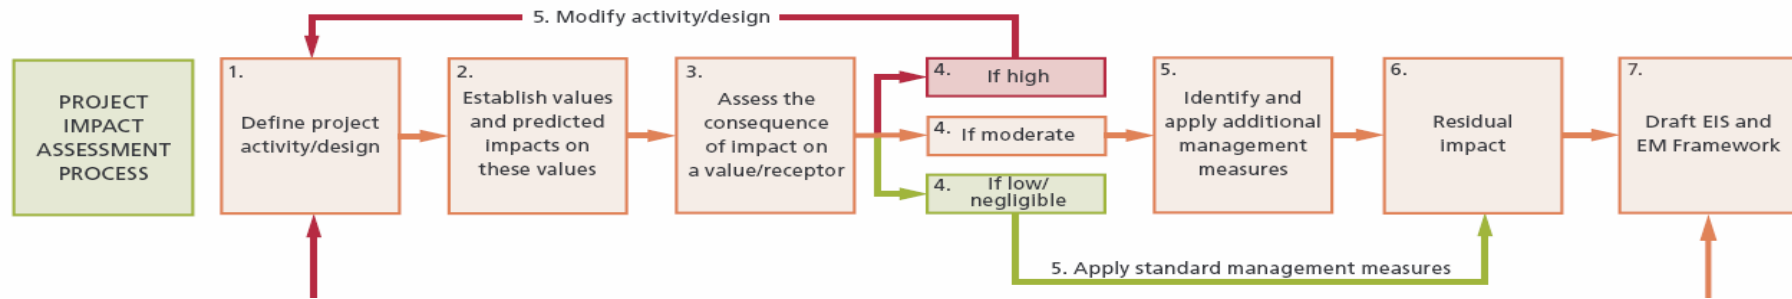 5. Modify activity/design
PROJECT
IMPACT
ASSESSMENT
PROCESS
1.
Define project
activity/design
2.
Establish values
and predicted
impacts on
these values
3.
Assess the
consequence
of impact on
a value/receptor
4.
If high
4.
If moderate
4.
If low/
negligible
5.
Identify and
apply additional
management
measures
6.
Residual
Impact
7.
Draft EIS and
EM Framework
5. Apply standard management measures